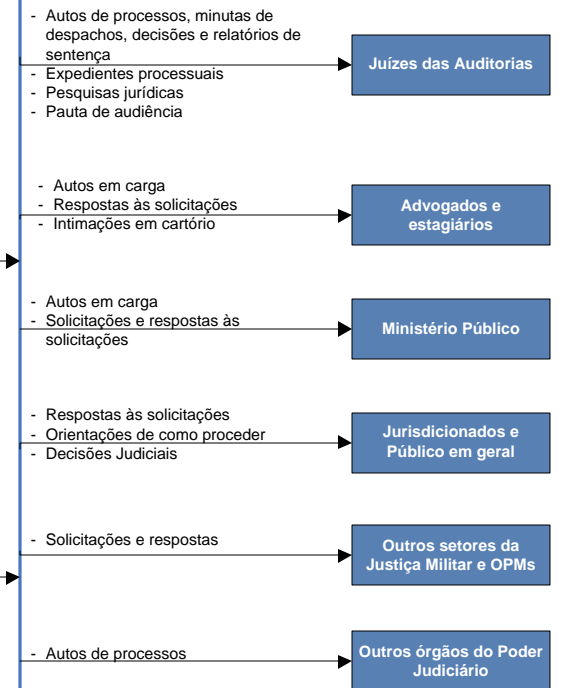 - Autos de processos, minutas de
despachos, decisões e relatórios de
sentença
- Expedientes processuais
- Pesquisas jurídicas
- Pauta de audiência
Juízes das Auditorias
- Autos em carga
- Respostas às solicitações
- Intimações em cartório
Advogados e
estagiários
- Autos em carga
- Solicitações e respostas às
solicitações
Ministério Público
- Respostas às solicitações
- Orientações de como proceder
- Decisões Judiciais
Jurisdicionados e
Público em geral
- Solicitações e respostas
Outros setores da
Justiça Militar e OPMs
- Autos de processos
Outros órgãos do Poder
Judiciário